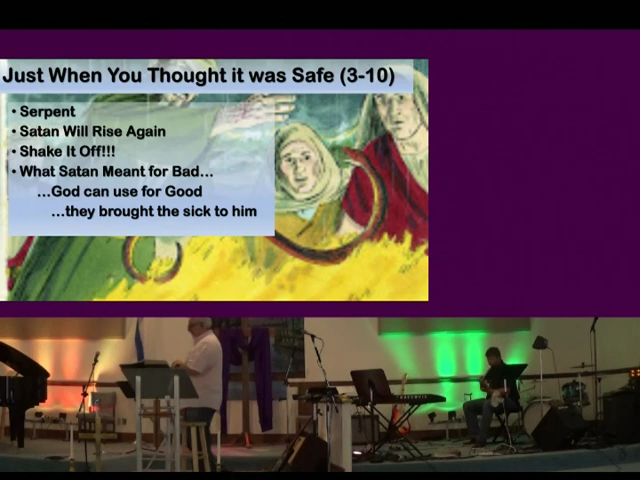 Just When You Thought it was Safe (3-10)
• Serpent
• Satan Will Rise Again
• Shake It Off!!!
• What Satan Meant for Bad...
...God can use for Good
...they brought the sick to him